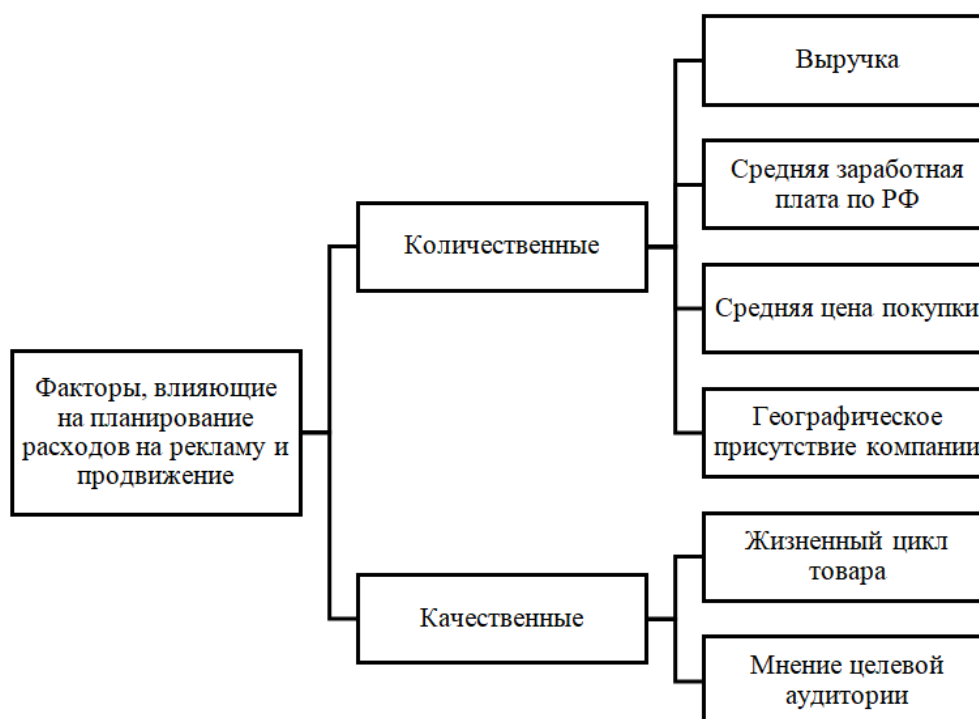 Факторы, влияющие
на планирование
расходов на рекламу и
продвижение
Количественные
Выручка
Средняя заработная
плата по РФ
Средняя цена покупки
Географическое
присутствие компании
Качественные
Жизненный цикл
товара
Мнение целевой
аудитории